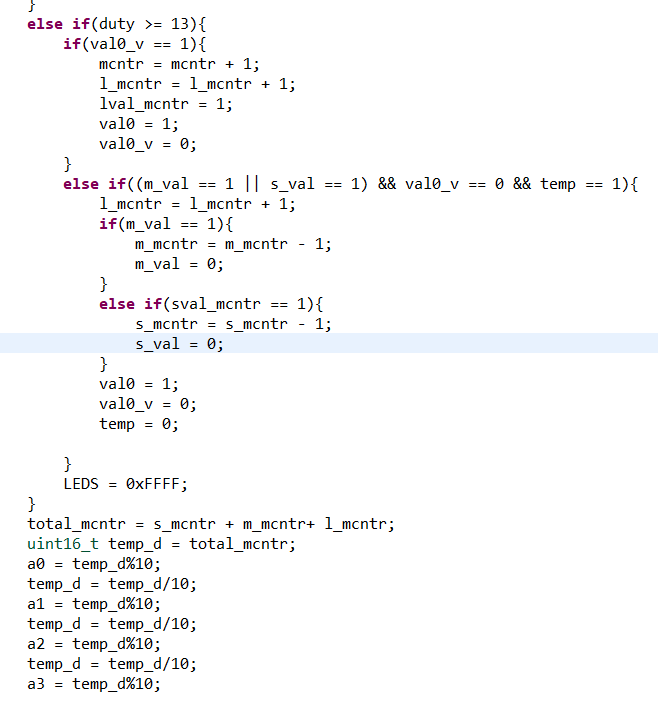 }
else if(duty >= 13){
if(val0_v == 1){
mcntr = mcntr + 1;
l_mcntr = l_mcntr + 1;
lval_mcntr = 1;
val0 = 1;
val0_v = 0;
}
else if((m_val == 1 || s_val == 1) && val0_v == 0 && temp == 1){
l_mcntr = l_mcntr + 1;
if(m_val == 1){
m_mcntr = m_mcntr - 1;
m_val = 0;
}
else if(sval_mcntr == 1){
s_mcntr = s_mcntr - 1;
s_val = 0;
}
val0 = 1;
val0_v = 0;
temp = 0;
}
LEDS = 0xFFFF;
}
total_mcntr = s_mcntr + m_mcntr+ l_mcntr;
uint16_t temp_d = total_mcntr;
a0 = temp_d%10;
temp_d = temp_d/10;
a1 = temp_d%10;
temp_d = temp_d/10;
a2 = temp_d%10;
temp_d = temp_d/10;
a3 = temp_d%10;